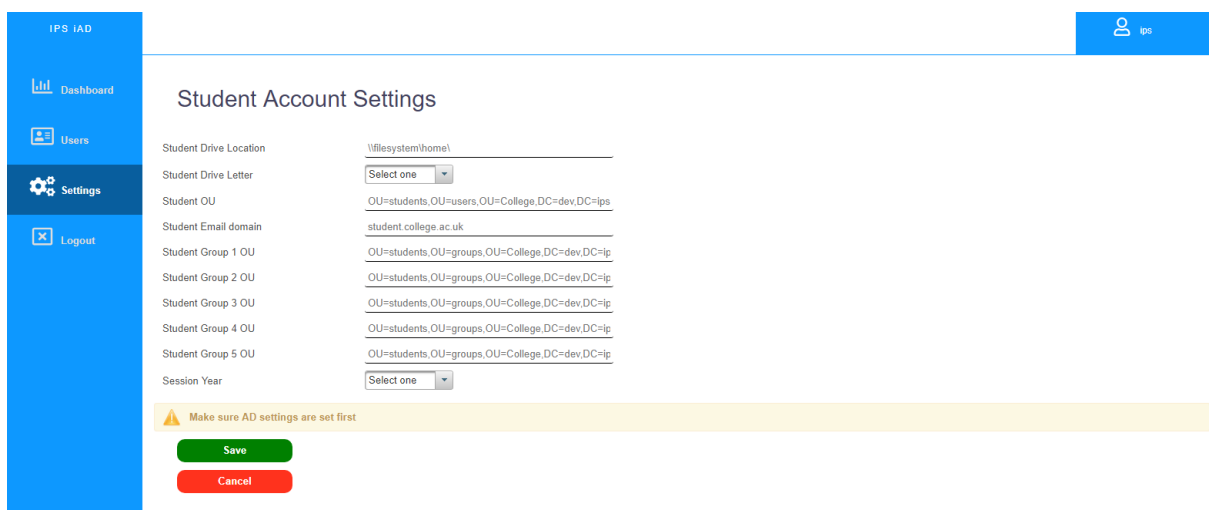 IPS iAD
ips
Dashboard
Users
Settings
Logout
Student Account Settings
Student Drive Location \\filesystem\home\
Student Drive Letter Select one
Student OU OU=students,OU=users,OU=College,DC=dev,DC=ips
Student Email domain student.college.ac.uk
Student Group 1 OU OU=students,OU=groups,OU=College,DC=dev,DC=ip
Student Group 2 OU OU=students,OU=groups,OU=College,DC=dev,DC=ip
Student Group 3 OU OU=students,OU=groups,OU=College,DC=dev,DC=ip
Student Group 4 OU OU=students,OU=groups,OU=College,DC=dev,DC=ip
Student Group 5 OU OU=students,OU=groups,OU=College,DC=dev,DC=ip
Session Year Select one
Make sure AD settings are set first
Save
Cancel